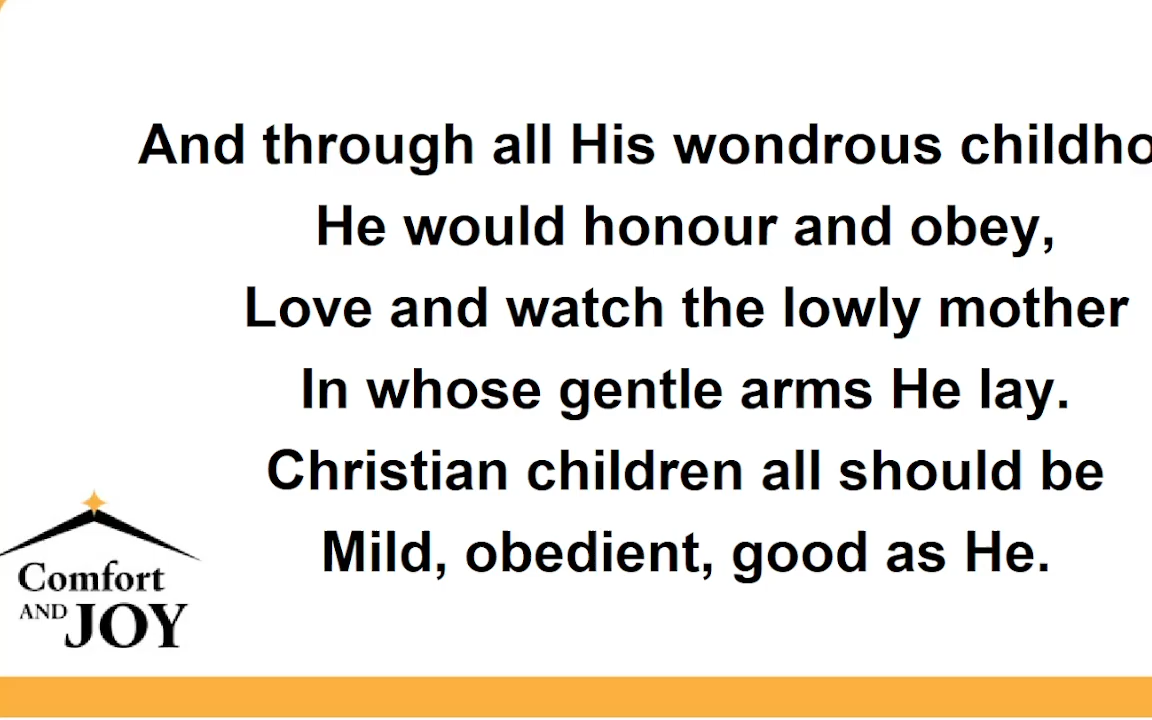 And through all His wondrous childho
He would honour and obey,
Love and watch the lowly mother
In whose gentle arms He lay.
Christian children all should be
Mild, obedient, good as He.
Comfort
AND JOY